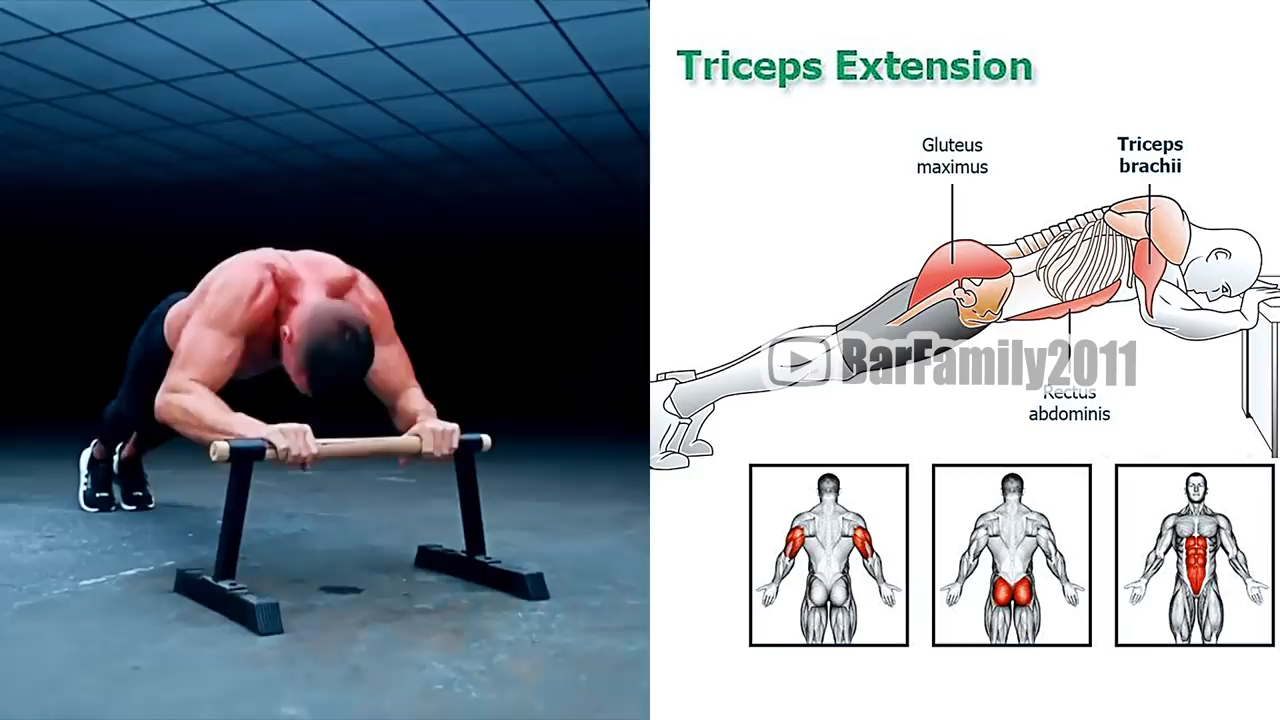 Triceps Extension
Gluteus
maximus
Triceps
brachii
BarFamily2011
Rectus
abdominis